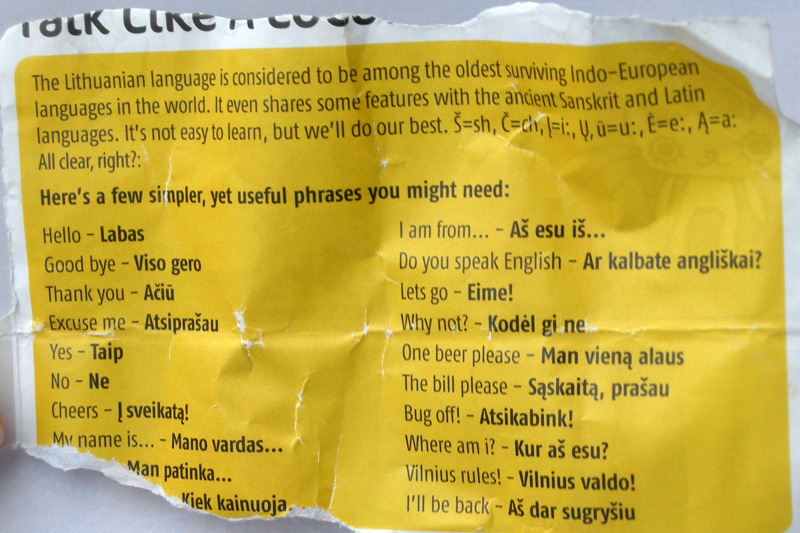 Talk Like A
The Lithuanian language is considered to be among the oldest surviving Indo-European
languages in the world. It even shares some features with the ancient Sanskrit and Latin
languages. It's not easy to learn, but we'll do our best. Š=sh, Č=ch, Į=i:, Ų, ū=u:, Ė=e:, Ą=a:
All clear, right?:
Here's a few simpler, yet useful phrases you might need:
Hello – Labas
Good bye – Viso gero
Thank you – Ačiū
Excuse me – Atsiprašau
Yes – Taip
No – Ne
Cheers – Į sveikatą!
My name is... – Mano vardas...
Man patinka...
Kiek kainuoja.
I am from... – Aš esu iš...
Do you speak English – Ar kalbate angliškai?
Lets go – Eime!
Why not? – Kodėl gi ne
One beer please – Man vieną alaus
The bill please – Sąskaitą, prašau
Bug off! – Atsikabink!
Where am i? – Kur aš esu?
Vilnius rules! – Vilnius valdo!
I'll be back – Aš dar sugryšiu